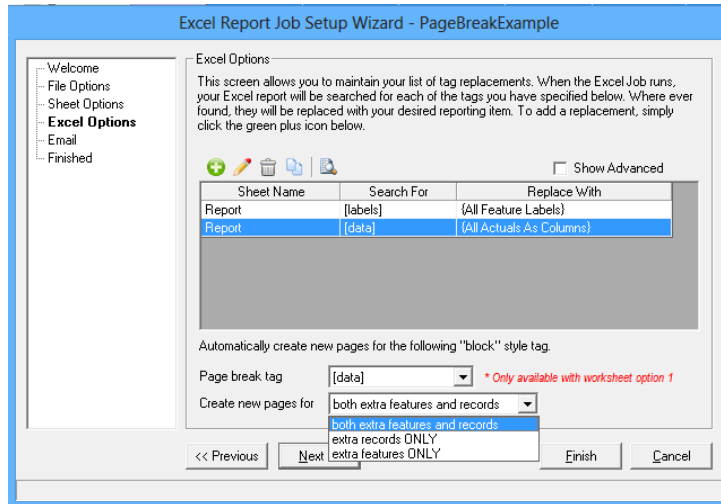 Excel Report Job Setup Wizard - PageBreakExample
Welcome
File Options
Sheet Options
Excel Options
Email
Finished
Excel Options
This screen allows you to maintain your list of tag replacements. When the Excel Job runs,
your Excel report will be searched for each of the tags you have specified below. Where ever
found, they will be replaced with your desired reporting item. To add a replacement, simply
click the green plus icon below.
Show Advanced
Sheet Name Search For Replace With
Report [labels] {All Feature Labels}
Report [data] {All Actuals As Columns}
Automatically create new pages for the following "block" style tag.
Page break tag [data] * Only available with worksheet option 1
Create new pages for both extra features and records
both extra features and records
extra records ONLY
extra features ONLY
<< Previous Next Finish Cancel